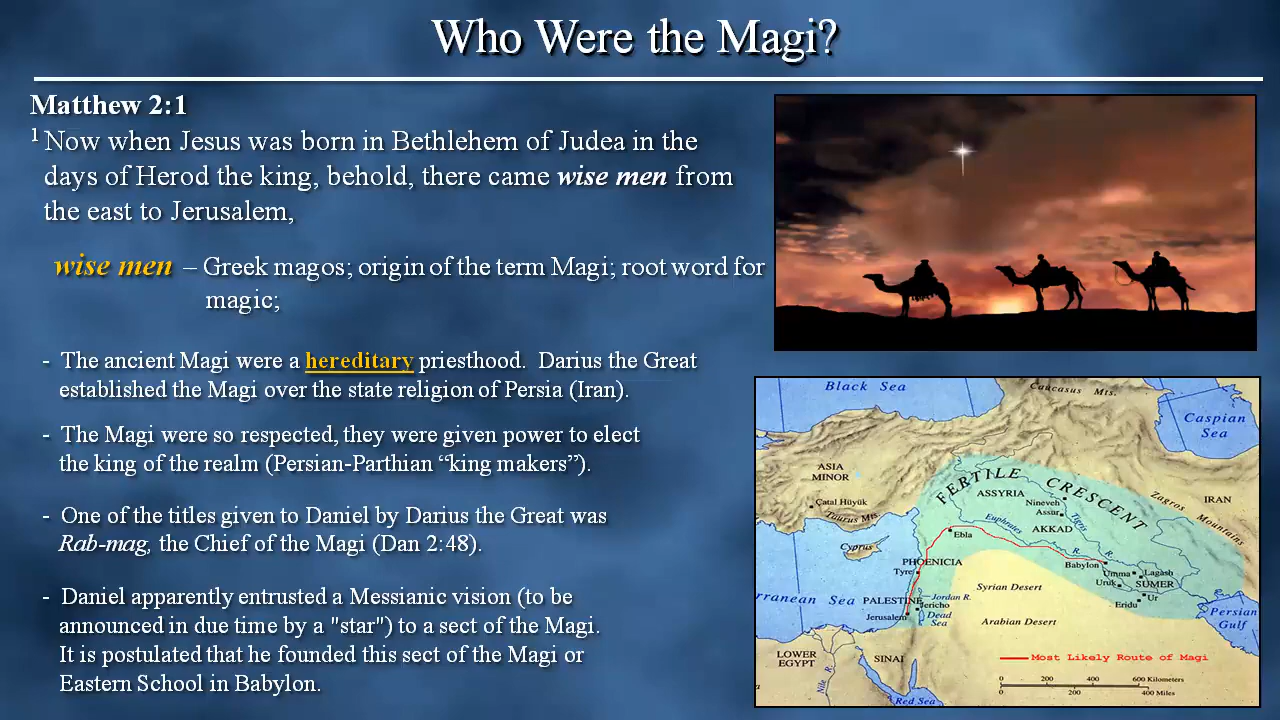 Who Were the Magi?
Matthew 2:1
1 Now when Jesus was born in Bethlehem of Judea in the
days of Herod the king, behold, there came wise men from
the east to Jerusalem,
wise men – Greek magos; origin of the term Magi; root word for
magic;
- The ancient Magi were a hereditary priesthood. Darius the Great
established the Magi over the state religion of Persia (Iran).
- The Magi were so respected, they were given power to elect
the king of the realm (Persian-Parthian “king makers”).
- One of the titles given to Daniel by Darius the Great was
Rab-mag, the Chief of the Magi (Dan 2:48).
- Daniel apparently entrusted a Messianic vision (to be
announced in due time by a "star") to a sect of the Magi.
It is postulated that he founded this sect of the Magi or
Eastern School in Babylon.
Black Sea
Caucasus Mts.
Caspian
Sea
ASIA
MINOR
FERTILE CRESCENT
ASSYRIA
Nineveh
Assur
Zagros Mountains
IRAN
Çatal Hüyük
Taurus Mts.
Euphrates R.
Tigris R.
AKKAD
Ebla
Cyprus
PHOENICIA
Tyre
Babylon
Umma
Lagash
Uruk
SUMER
Ur
Eridu
Syrian Desert
rranean Sea
PALESTINE
Jordan R.
Jericho
Jerusalem
Dead
Sea
Arabian Desert
Persian
Gulf
LOWER
EGYPT
SINAI
Nile R.
Red Sea
Most Likely Route of Magi
0 200 400 600 Kilometers
0 200 400 Miles